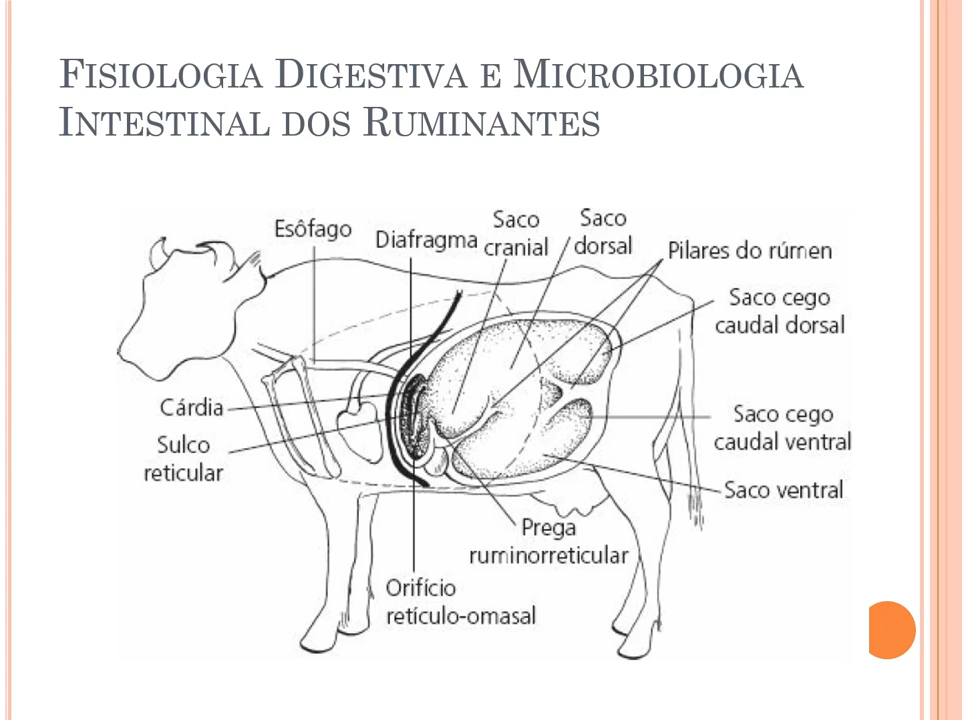 FISIOLOGIA DIGESTIVA E MICROBIOLOGIA
INTESTINAL DOS RUMINANTES
Esôfago
Diafragma
Saco
cranial
Saco
dorsal
Pilares do rúmen
Saco cego
caudal dorsal
Cárdia
Sulco
reticular
Saco cego
caudal ventral
Saco ventral
Prega
ruminorreticular
Orifício
retículo-omasal